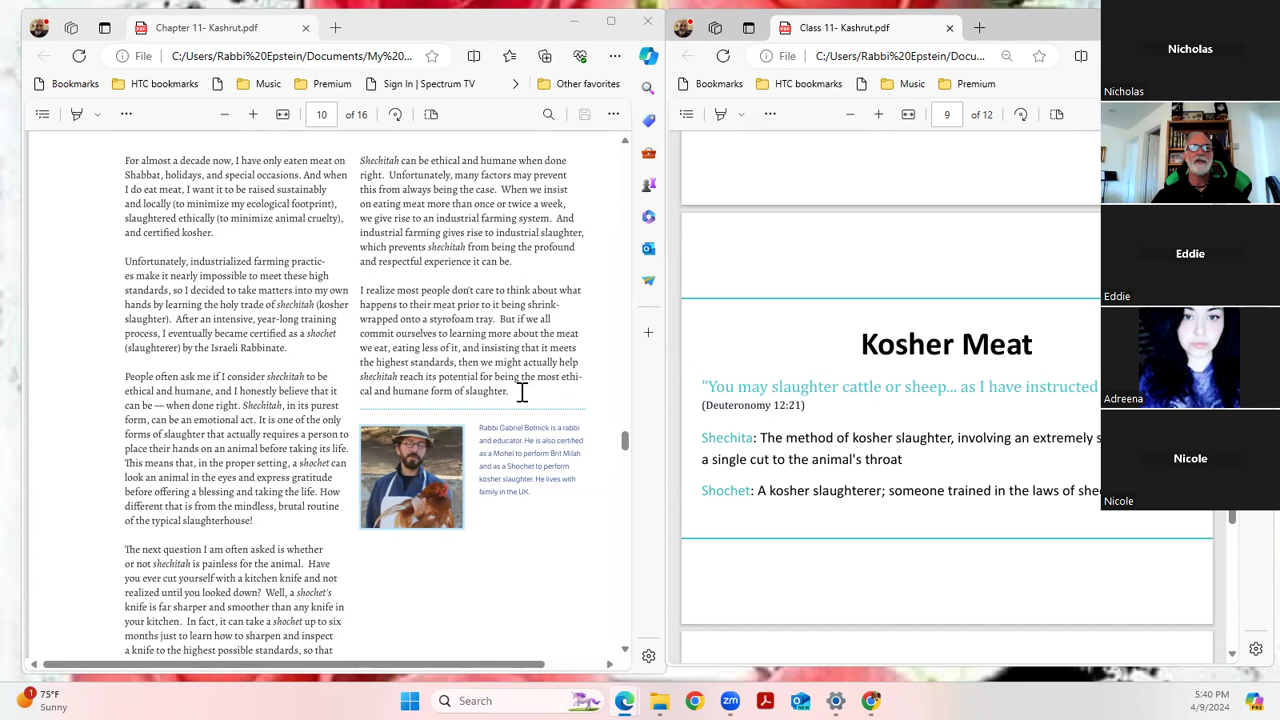 Chapter 11- Kashrut.pdf
Class 11- Kashrut.pdf
File
C:/Users/Rabbi%20Epstein/Documents/My%20...
File
C:/Users/Rabbi%20Epstein/Docu...
Bookmarks
HTC bookmarks
Music
Premium
Sign In | Spectrum TV
Other favorites
Bookmarks
HTC bookmarks
Music
Premium
10 of 16
9 of 12
For almost a decade now, I have only eaten meat on
Shabbat, holidays, and special occasions. And when
I do eat meat, I want it to be raised sustainably
and locally (to minimize my ecological footprint),
slaughtered ethically (to minimize animal cruelty),
and certified kosher.
Unfortunately, industrialized farming practic-
es make it nearly impossible to meet these high
standards, so I decided to take matters into my own
hands by learning the holy trade of shechitah (kosher
slaughter). After an intensive, year-long training
process, I eventually became certified as a shochet
(slaughterer) by the Israeli Rabbinate.
People often ask me if I consider shechitah to be
ethical and humane, and I honestly believe that it
can be — when done right. Shechitah, in its purest
form, can be an emotional act. It is one of the only
forms of slaughter that actually requires a person to
place their hands on an animal before taking its life.
This means that, in the proper setting, a shochet can
look an animal in the eyes and express gratitude
before offering a blessing and taking the life. How
different that is from the mindless, brutal routine
of the typical slaughterhouse!
The next question I am often asked is whether
or not shechitah is painless for the animal. Have
you ever cut yourself with a kitchen knife and not
realized until you looked down? Well, a shochet's
knife is far sharper and smoother than any knife in
your kitchen. In fact, it can take a shochet up to six
months just to learn how to sharpen and inspect
a knife to the highest possible standards, so that
Shechitah can be ethical and humane when done
right. Unfortunately, many factors may prevent
this from always being the case. When we insist
on eating meat more than once or twice a week,
we give rise to an industrial farming system. And
industrial farming gives rise to industrial slaughter,
which prevents shechitah from being the profound
and respectful experience it can be.
I realize most people don't care to think about what
happens to their meat prior to it being shrink-
wrapped onto a styrofoam tray. But if we all
commit ourselves to learning more about the meat
we eat, eating less of it, and insisting that it meets
the highest standards, then we might actually help
shechitah reach its potential for being the most ethi-
cal and humane form of slaughter.
Rabbi Gabriel Botnick is a rabbi
and educator. He is also certified
as a Mohel to perform Brit Milah
and as a Shochet to perform
kosher slaughter. He lives with
family in the UK.
Kosher Meat
"You may slaughter cattle or sheep... as I have instructed
(Deuteronomy 12:21)
Shechita: The method of kosher slaughter, involving an extremely s
a single cut to the animal's throat
Shochet: A kosher slaughterer; someone trained in the laws of shec
Nicholas
Nicholas
Eddie
Eddie
Adreena
Nicole
Nicole
1
75°F
Sunny
Search
zm
5:40 PM
4/9/2024